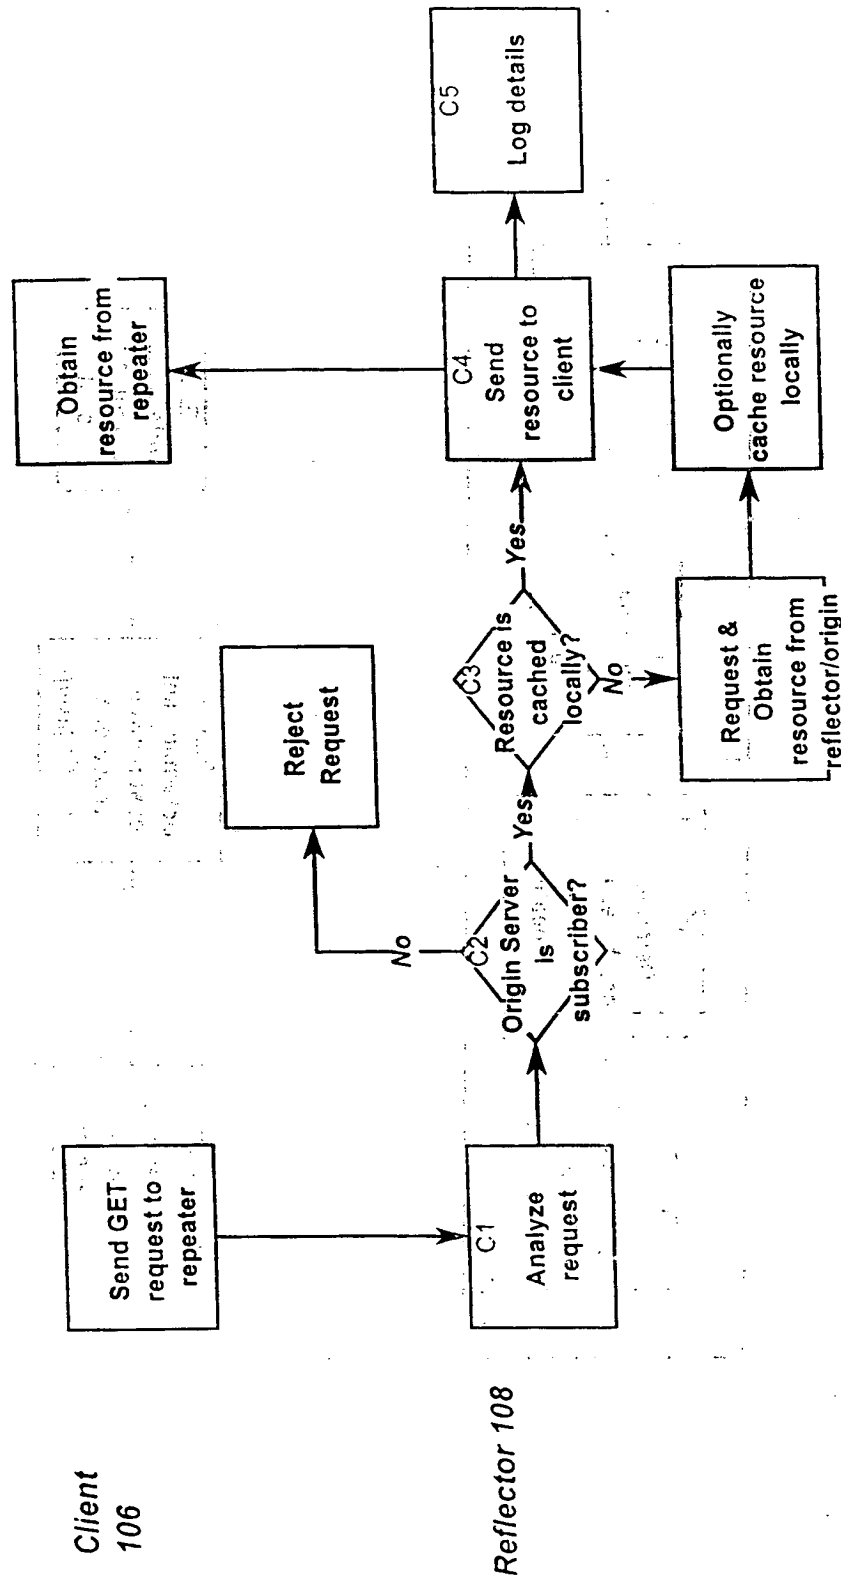 Client
106
Send GET
request to
repeater
Obtain
resource from
repeater
Reject
Request
No
Reflector 108
C1
Analyze
request
C2
Origin Server
Is
subscriber?
Yes
C3
Resource is
cached
locally?
Yes
No
C4
Send
resource to
client
C5
Log details
Request &
Obtain
resource from
reflector/origin
Optionally
cache resource
locally